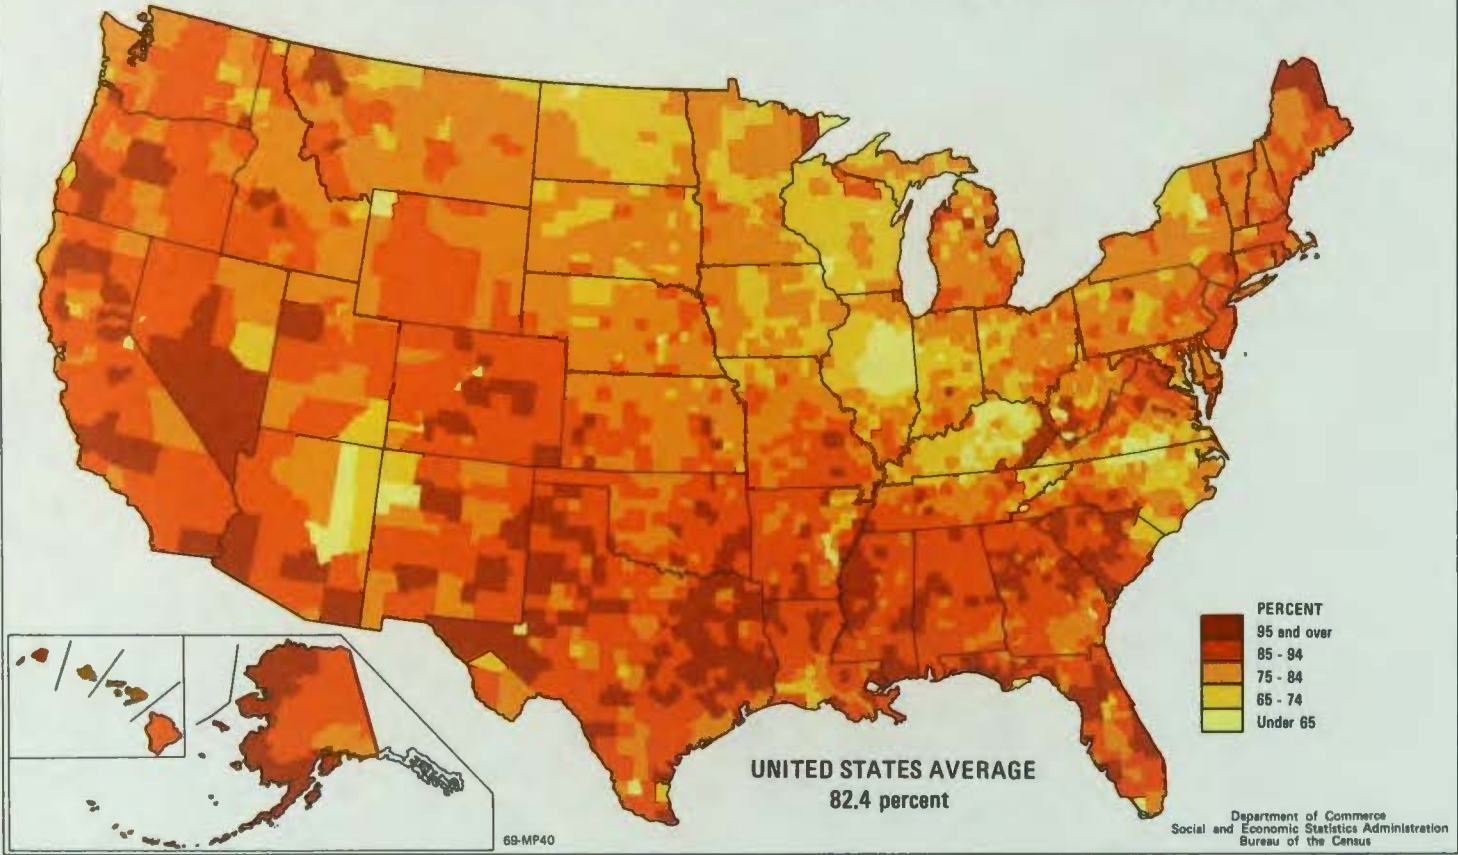 PERCENT
95 and over
85 - 94
75 - 84
65 - 74
Under 65
UNITED STATES AVERAGE
82.4 percent
69-MP40
Department of Commerce
Social and Economic Statistics Administration
Bureau of the Census